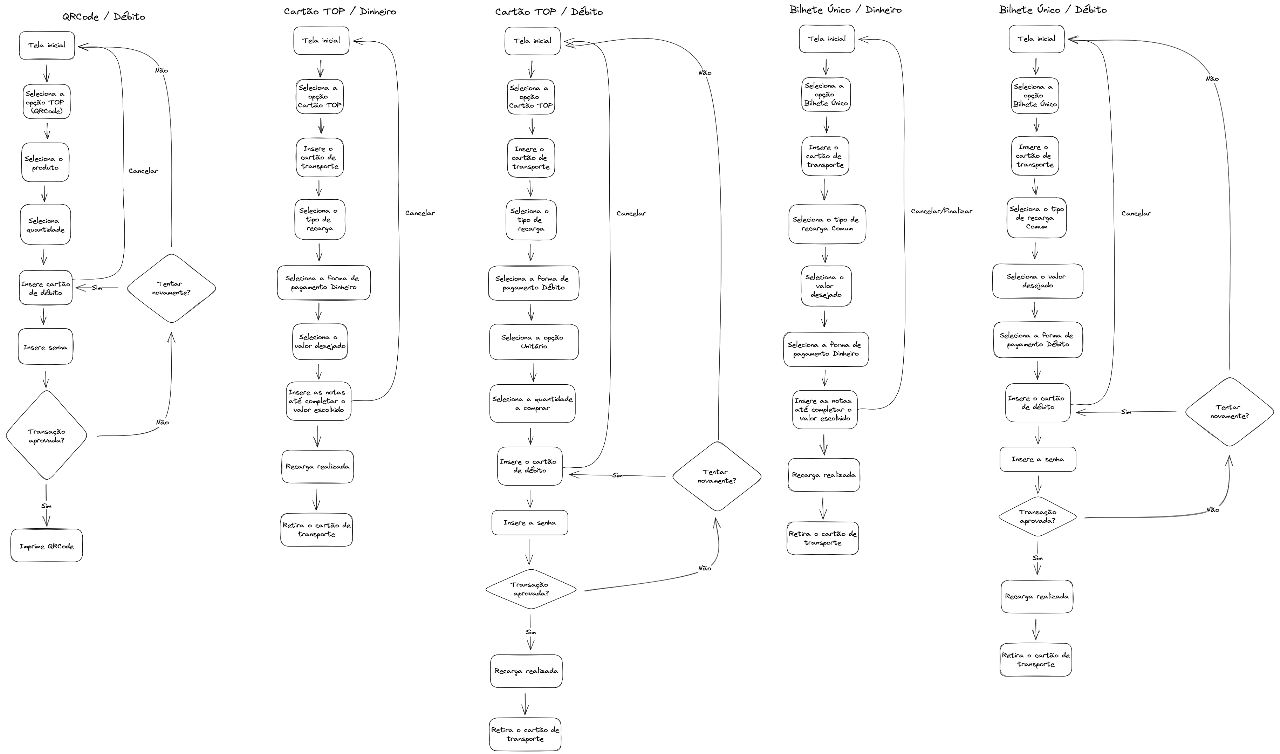 QRCode / Débito
Tela inicial
Não
Seleciona a
opção TOP
(QRCode)
Seleciona o
produto
Cancelar
Seleciona
quantidade
Insere cartão
de débito
Sim
Tentar
novamente?
Insere senha
Transação
aprovada?
Não
Sim
Imprime QRCode
Cartão TOP / Dinheiro
Tela inicial
Seleciona a
opção
Cartão TOP
Insere o
cartão de
transporte
Seleciona o
tipo de
recarga
Cancelar
Seleciona a forma de
pagamento Dinheiro
Seleciona o
valor desejado
Insere as notas
até completar o
valor escolhido
Recarga realizada
Retira o cartão de
transporte
Cartão TOP / Débito
Tela inicial
Não
Seleciona a
opção
Cartão TOP
Insere o
cartão de
transporte
Seleciona o
tipo de
recarga
Cancelar
Seleciona a forma de
pagamento Débito
Seleciona a opção
Unitário
Seleciona a quantidade
a comprar
Insere o cartão
de débito
Sim
Tentar
novamente?
Insere a senha
Transação
aprovada?
Não
Sim
Recarga realizada
Retira o cartão de
transporte
Bilhete Único / Dinheiro
Tela inicial
Seleciona a
opção
Bilhete Único
Insere o
cartão de
transporte
Seleciona o tipo de
recarga Comum
Cancelar/Finalizar
Seleciona o
valor
desejado
Seleciona a forma de
pagamento Dinheiro
Insere as notas
até completar o
valor escolhido
Recarga realizada
Retira o cartão de
transporte
Bilhete Único / Débito
Tela inicial
Não
Seleciona a
opção
Bilhete Único
Insere o
cartão de
transporte
Seleciona o tipo
de recarga
Comum
Cancelar
Seleciona o valor
desejado
Seleciona a forma de
pagamento Débito
Insere o cartão
de débito
Sim
Tentar
novamente?
Insere a senha
Transação
aprovada?
Não
Sim
Recarga realizada
Retira o cartão de
transporte